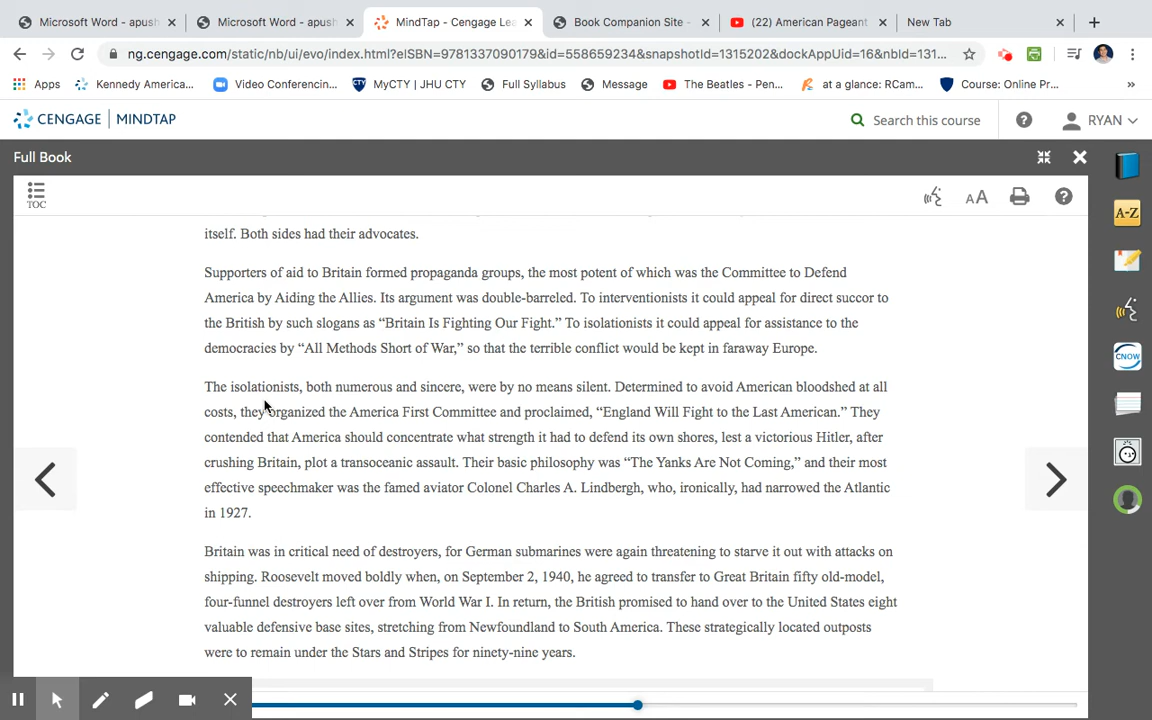 Microsoft Word - apush
Microsoft Word - apush
MindTap - Cengage Lea
Book Companion Site -
(22) American Pageant
New Tab
ng.cengage.com/static/nb/ui/evo/index.html?eISBN=9781337090179&id=558659234&snapshotId=1315202&dockAppUid=16&nbId=131...
Apps
Kennedy America...
Video Conferencin...
CTY
MyCTY | JHU CTY
Full Syllabus
Message
The Beatles - Pen...
at a glance: RCam...
Course: Online Pr...
»
CENGAGE | MINDTAP
Search this course
RYAN
Full Book
TOC
AA
A-Z
CNOW
itself. Both sides had their advocates.
Supporters of aid to Britain formed propaganda groups, the most potent of which was the Committee to Defend
America by Aiding the Allies. Its argument was double-barreled. To interventionists it could appeal for direct succor to
the British by such slogans as “Britain Is Fighting Our Fight.” To isolationists it could appeal for assistance to the
democracies by “All Methods Short of War,” so that the terrible conflict would be kept in faraway Europe.
The isolationists, both numerous and sincere, were by no means silent. Determined to avoid American bloodshed at all
costs, they organized the America First Committee and proclaimed, “England Will Fight to the Last American.” They
contended that America should concentrate what strength it had to defend its own shores, lest a victorious Hitler, after
crushing Britain, plot a transoceanic assault. Their basic philosophy was “The Yanks Are Not Coming,” and their most
effective speechmaker was the famed aviator Colonel Charles A. Lindbergh, who, ironically, had narrowed the Atlantic
in 1927.
Britain was in critical need of destroyers, for German submarines were again threatening to starve it out with attacks on
shipping. Roosevelt moved boldly when, on September 2, 1940, he agreed to transfer to Great Britain fifty old-model,
four-funnel destroyers left over from World War I. In return, the British promised to hand over to the United States eight
valuable defensive base sites, stretching from Newfoundland to South America. These strategically located outposts
were to remain under the Stars and Stripes for ninety-nine years.